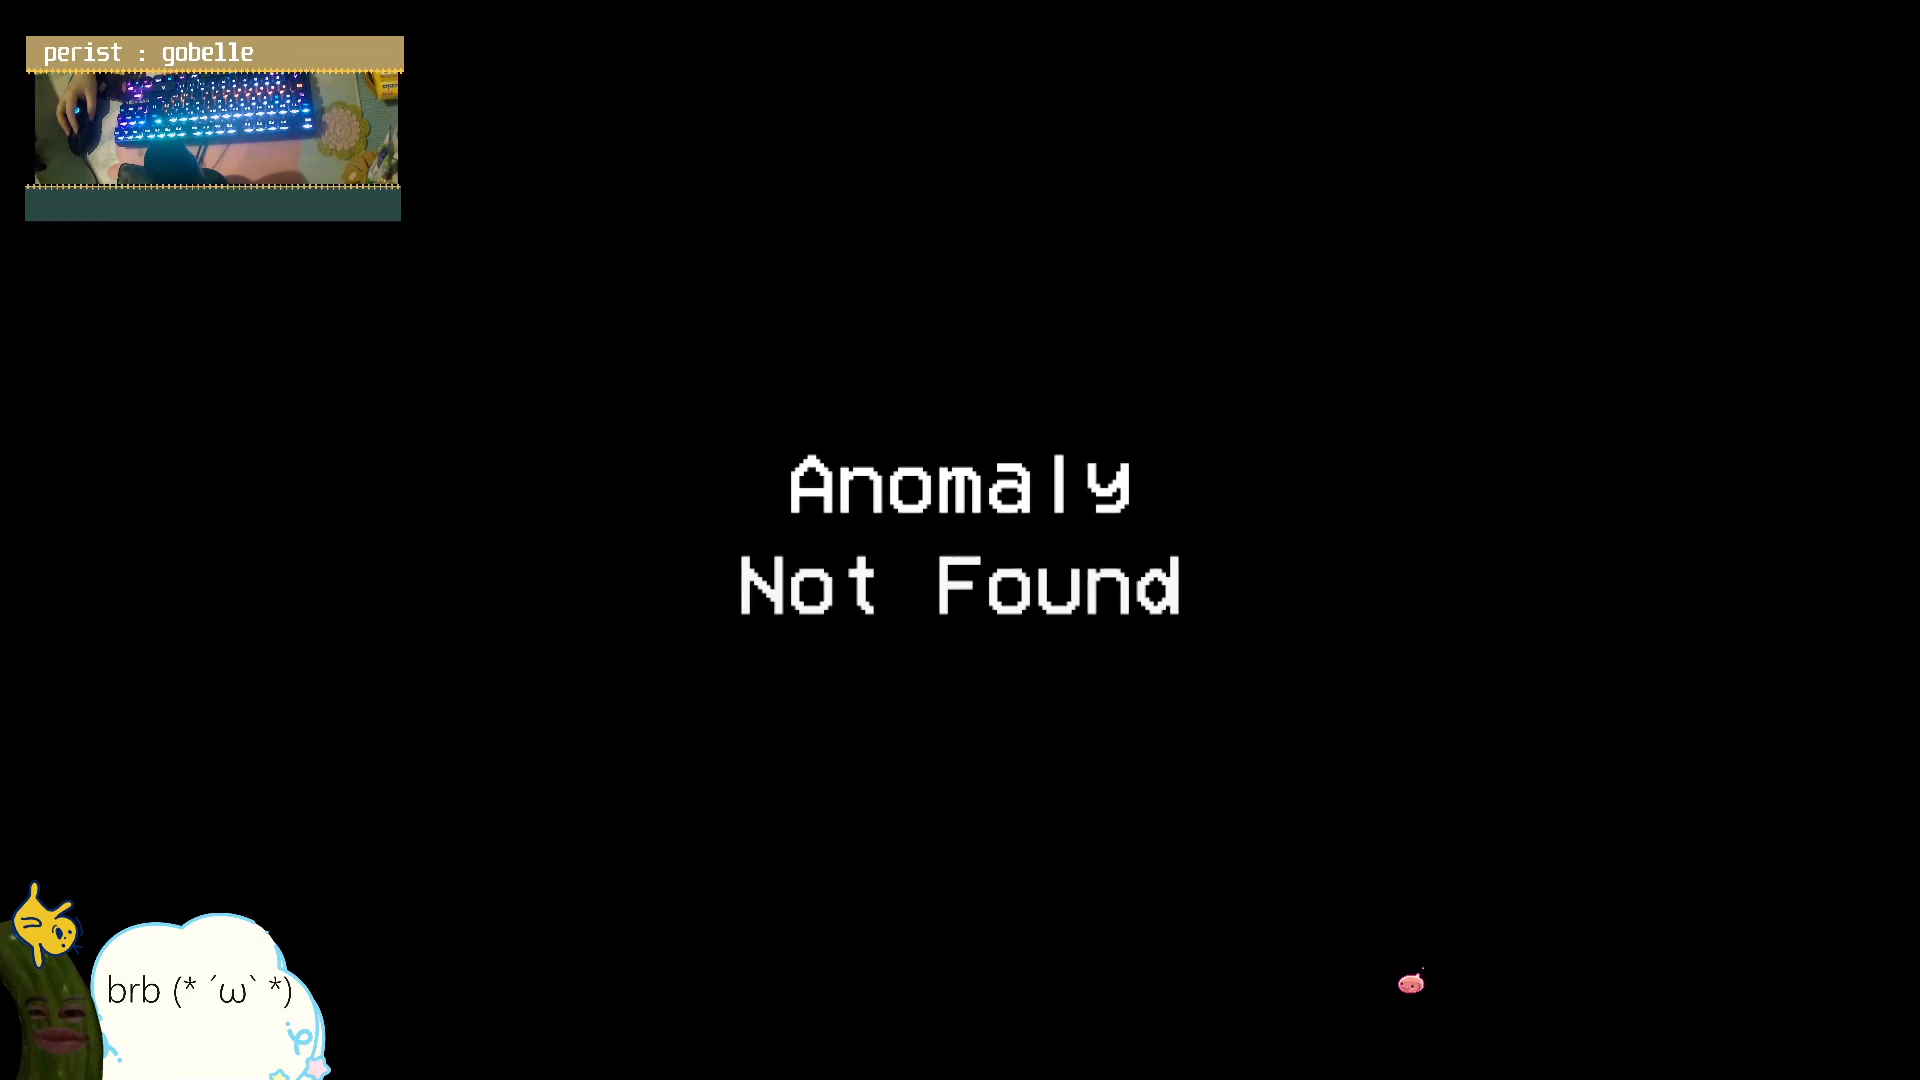 perist : gobelle
Anomaly
Not Found
brb (* ´ω` *)